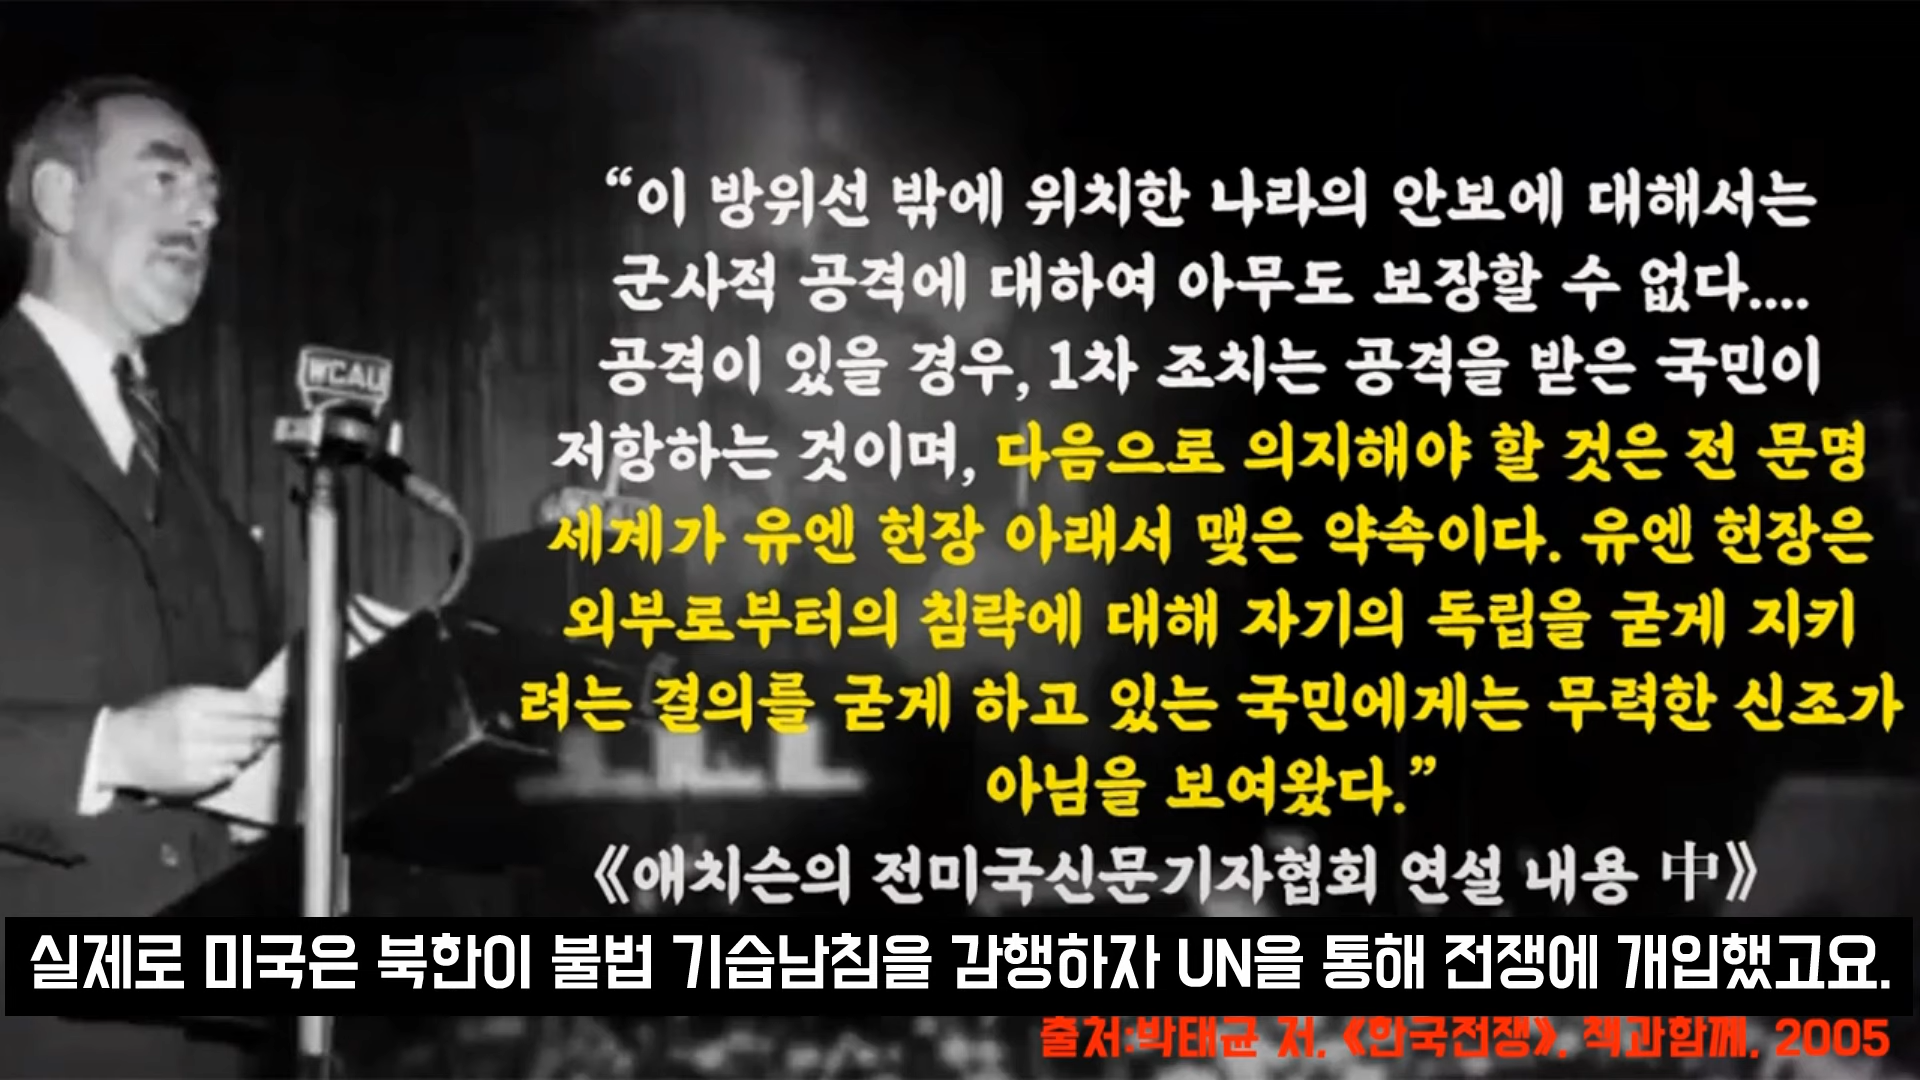 WCAU
“이 방위선 밖에 위치한 나라의 안보에 대해서는
군사적 공격에 대하여 아무도 보장할 수 없다....
공격이 있을 경우, 1차 조치는 공격을 받은 국민이
저항하는 것이며, 다음으로 의지해야 할 것은 전 문명
세계가 유엔 헌장 아래서 맺은 약속이다. 유엔 헌장은
외부로부터의 침략에 대해 자기의 독립을 굳게 지키
려는 결의를 굳게 하고 있는 국민에게는 무력한 신조가
아님을 보여왔다.”
《애치슨의 전미국신문기자협회 연설 내용 中》
실제로 미국은 북한이 불법 기습남침을 감행하자 UN을 통해 전쟁에 개입했고요.
출처:박태균 저, 《한국전쟁》, 책과함께, 2005